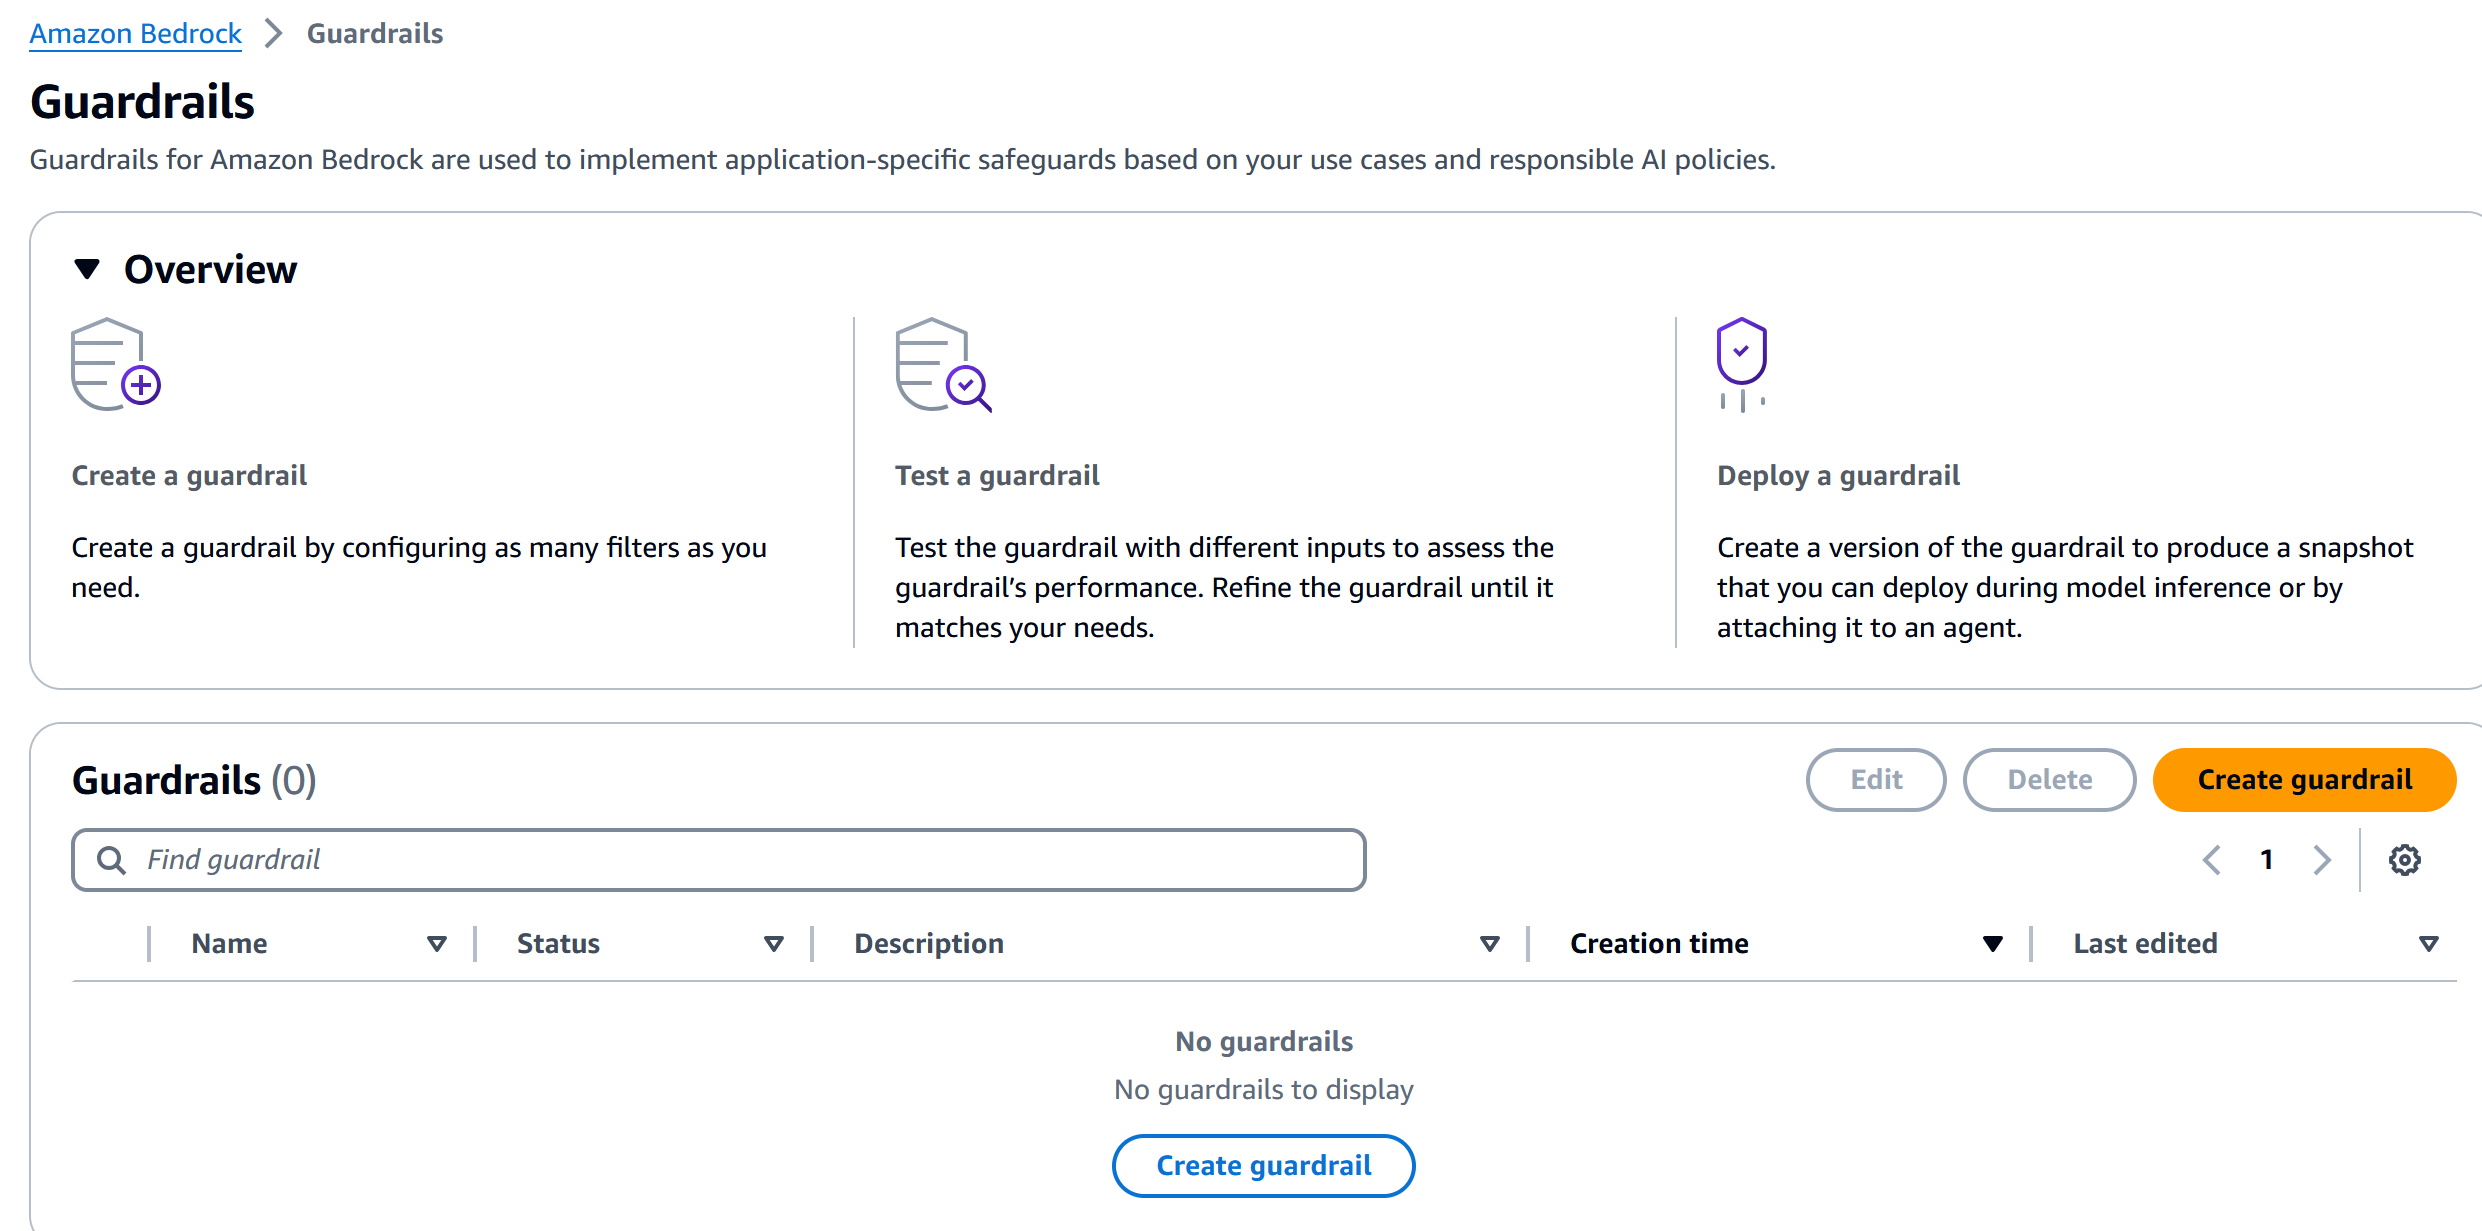 Amazon Bedrock > Guardrails
Guardrails
Guardrails for Amazon Bedrock are used to implement application-specific safeguards based on your use cases and responsible AI policies.
Overview
Create a guardrail
Create a guardrail by configuring as many filters as you
need.
Test a guardrail
Test the guardrail with different inputs to assess the
guardrail’s performance. Refine the guardrail until it
matches your needs.
Deploy a guardrail
Create a version of the guardrail to produce a snapshot
that you can deploy during model inference or by
attaching it to an agent.
Guardrails (0)
Edit
Delete
Create guardrail
Find guardrail
1
Name Status Description Creation time Last edited
No guardrails
No guardrails to display
Create guardrail